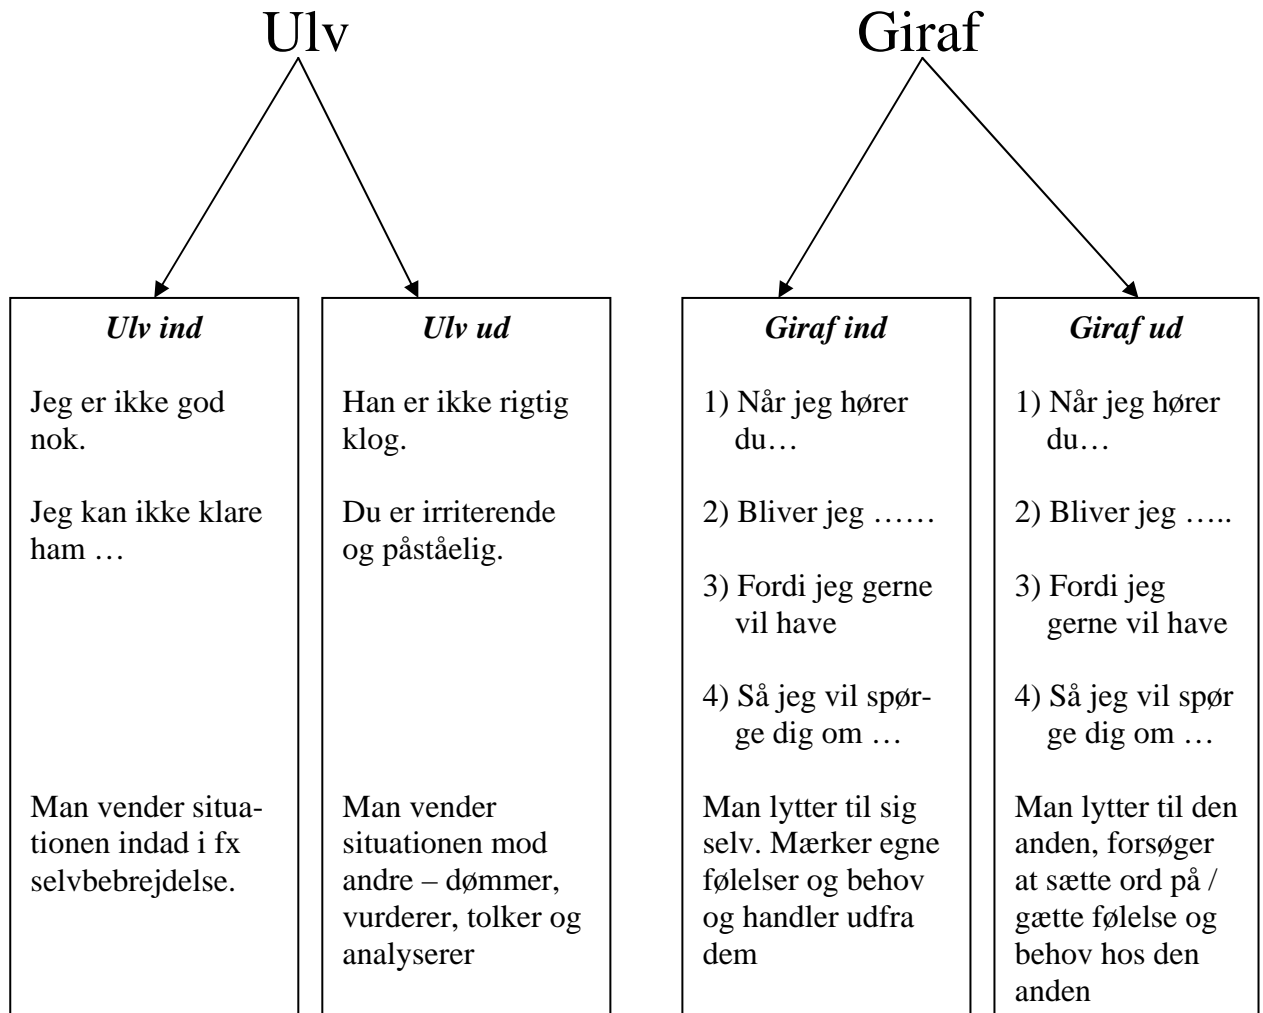 Ulv
Giraf
Ulv ind
Jeg er ikke god
nok.
Jeg kan ikke klare
ham …
Man vender situa-
tionen indad i fx
selvbebrejdelse.
Ulv ud
Han er ikke rigtig
klog.
Du er irriterende
og påståelig.
Man vender
situationen mod
andre – dømmer,
vurderer, tolker og
analyserer
Giraf ind
1) Når jeg hører
du…
2) Bliver jeg ……
3) Fordi jeg gerne
vil have
4) Så jeg vil spør-
ge dig om …
Man lytter til sig
selv. Mærker egne
følelser og behov
og handler udfra
dem
Giraf ud
1) Når jeg hører
du…
2) Bliver jeg …..
3) Fordi jeg
gerne vil have
4) Så jeg vil spør
ge dig om …
Man lytter til den
anden, forsøger
at sætte ord på /
gætte følelse og
behov hos den
anden